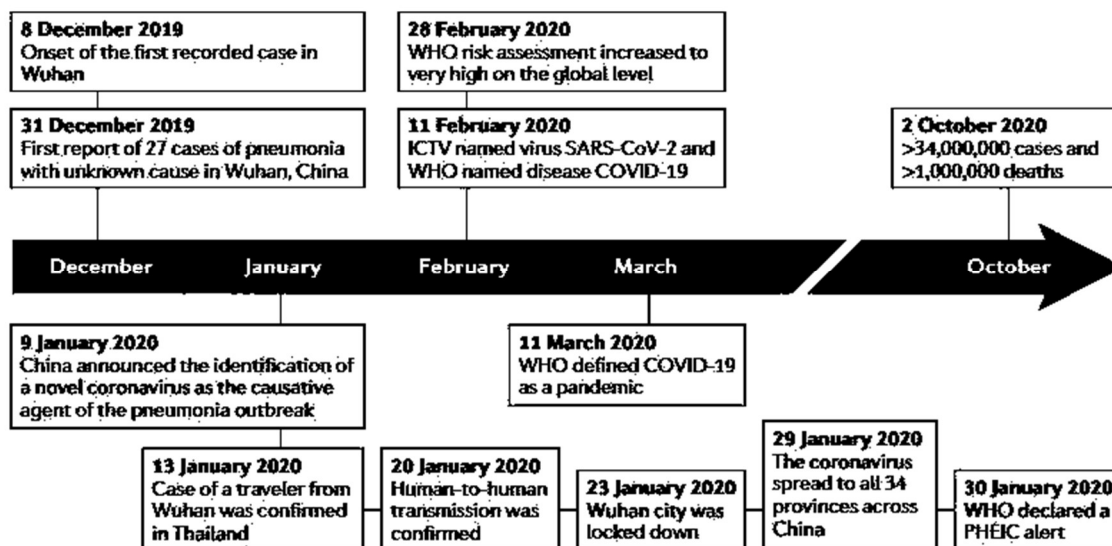 8 December 2019
Onset of the first recorded case in
Wuhan
31 December 2019
First report of 27 cases of pneumonia
with unknown cause in Wuhan, China
28 February 2020
WHO risk assessment increased to
very high on the global level
11 February 2020
ICTV named virus SARS-CoV-2 and
WHO named disease COVID-19
2 October 2020
>34,000,000 cases and
>1,000,000 deaths
December
January
February
March
October
9 January 2020
China announced the identification of
a novel coronavirus as the causative
agent of the pneumonia outbreak
11 March 2020
WHO defined COVID-19
as a pandemic
13 January 2020
Case of a traveler from
Wuhan was confirmed
in Thailand
20 January 2020
Human-to-human
transmission was
confirmed
23 January 2020
Wuhan city was
locked down
29 January 2020
The coronavirus
spread to all 34
provinces across
China
30 January 2020
WHO declared a
PHEIC alert